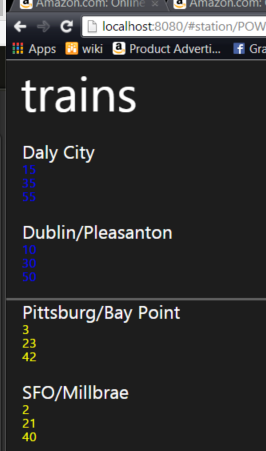 Amazon.com: Online
Amazon.com: Onlin
localhost:8080/#station/POW
Apps
wiki
Product Adverti...
Gra
trains
Daly City
15
35
55
Dublin/Pleasanton
10
30
50
Pittsburg/Bay Point
3
23
42
SFO/Millbrae
2
21
40